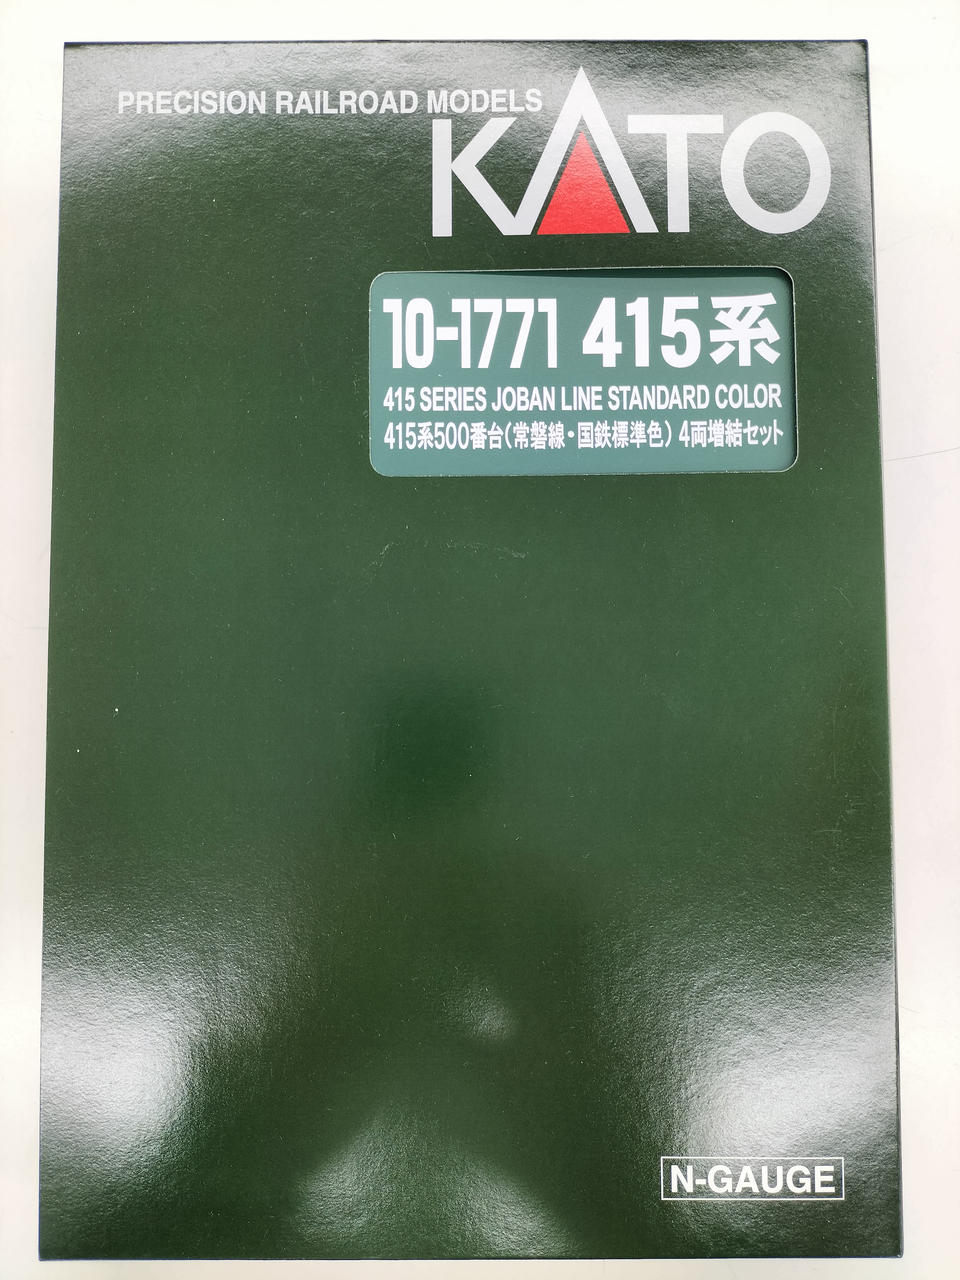 PRECISION RAILROAD MODELS
KATO
10-1771 415系
415 SERIES JOBAN LINE STANDARD COLOR
415系500番台(常磐線・国鉄標準色) 4両増結セット
N-GAUGE